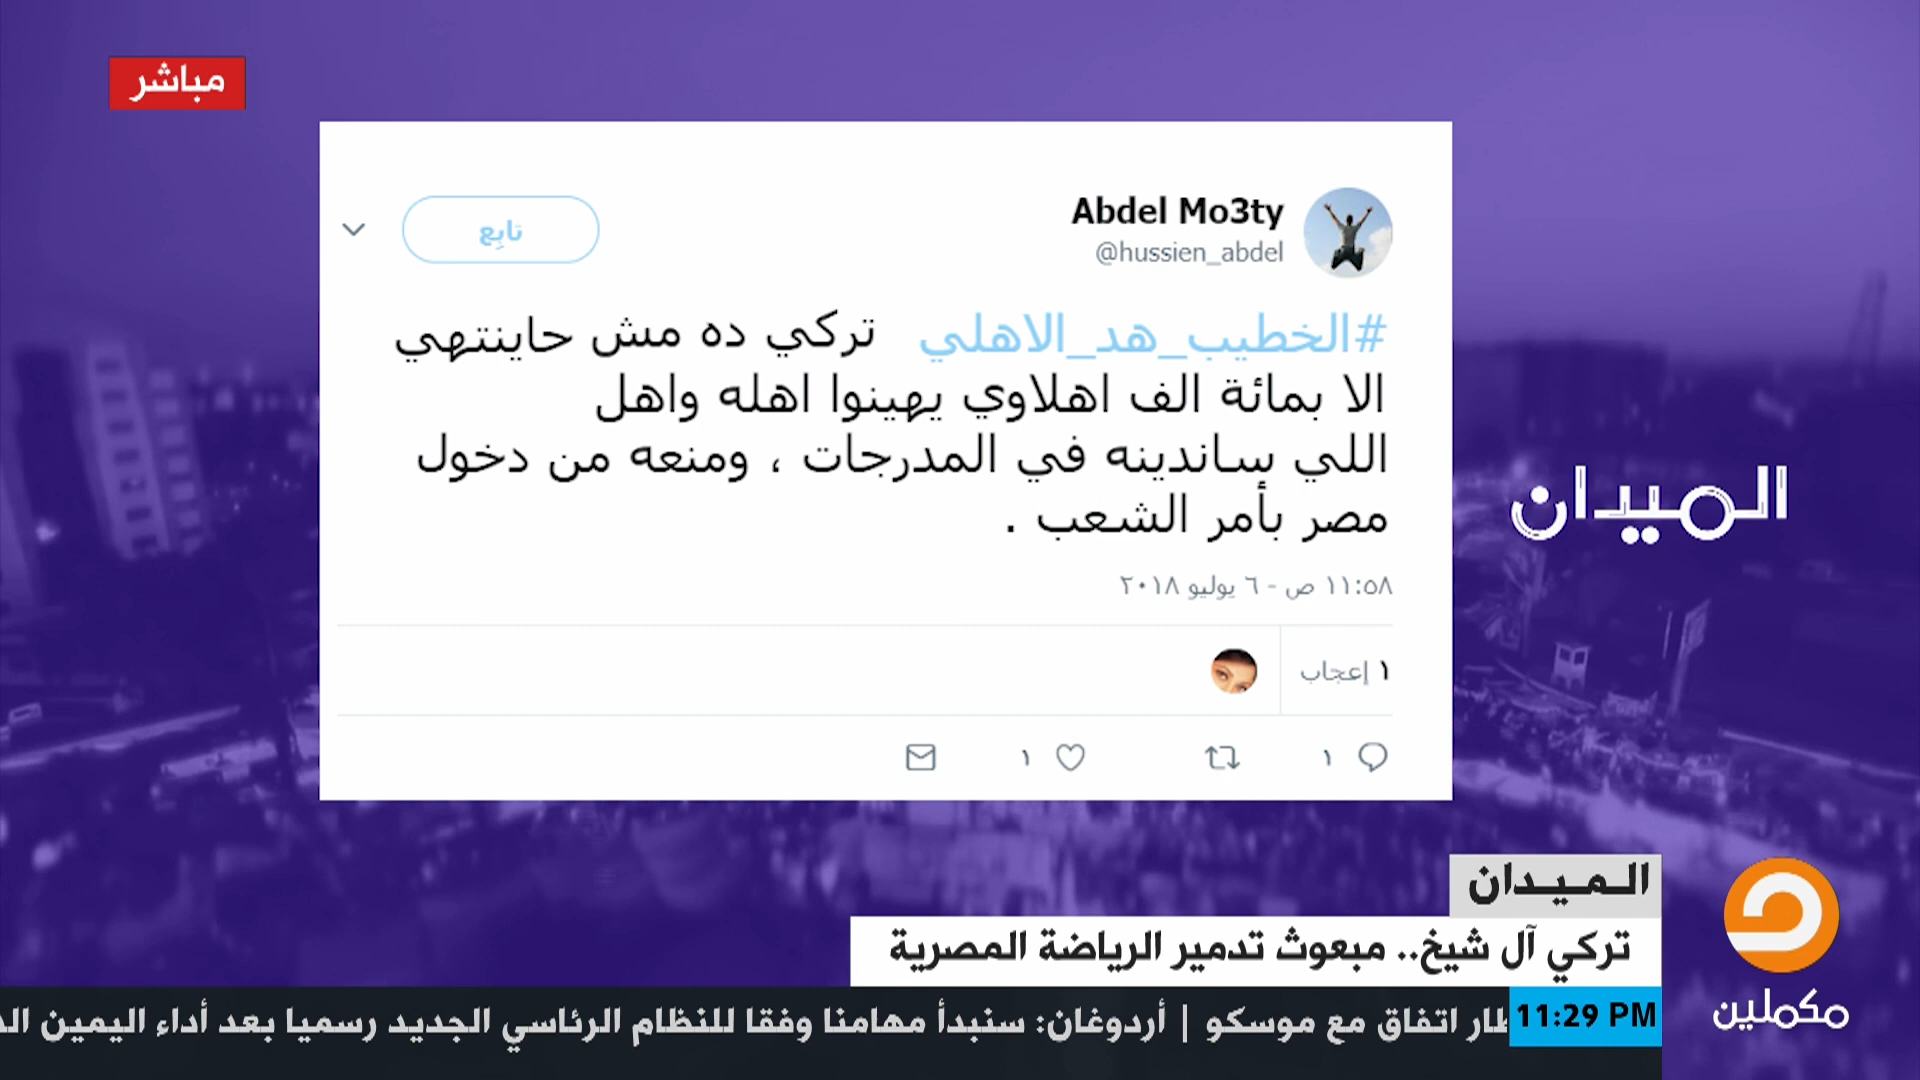 مباشر
Abdel Mo3ty
@hussien_abdel
تابِع
#الخطيب_هد_الاهلي تركي ده مش حاينتهي
الا بمائة الف اهلاوي يهينوا اهله واهل
اللي ساندينه في المدرجات ، ومنعه من دخول
مصر بأمر الشعب .
١١:٥٨ ص - ٦ يوليو ٢٠١٨
١ إعجاب
١
١
الميدان
الميدان
تركي آل شيخ.. مبعوث تدمير الرياضة المصرية
11:29 PM
اتفاق مع موسكو | أردوغان: سنبدأ مهامنا وفقا للنظام الرئاسي الجديد رسميا بعد أداء اليمين
مكملين